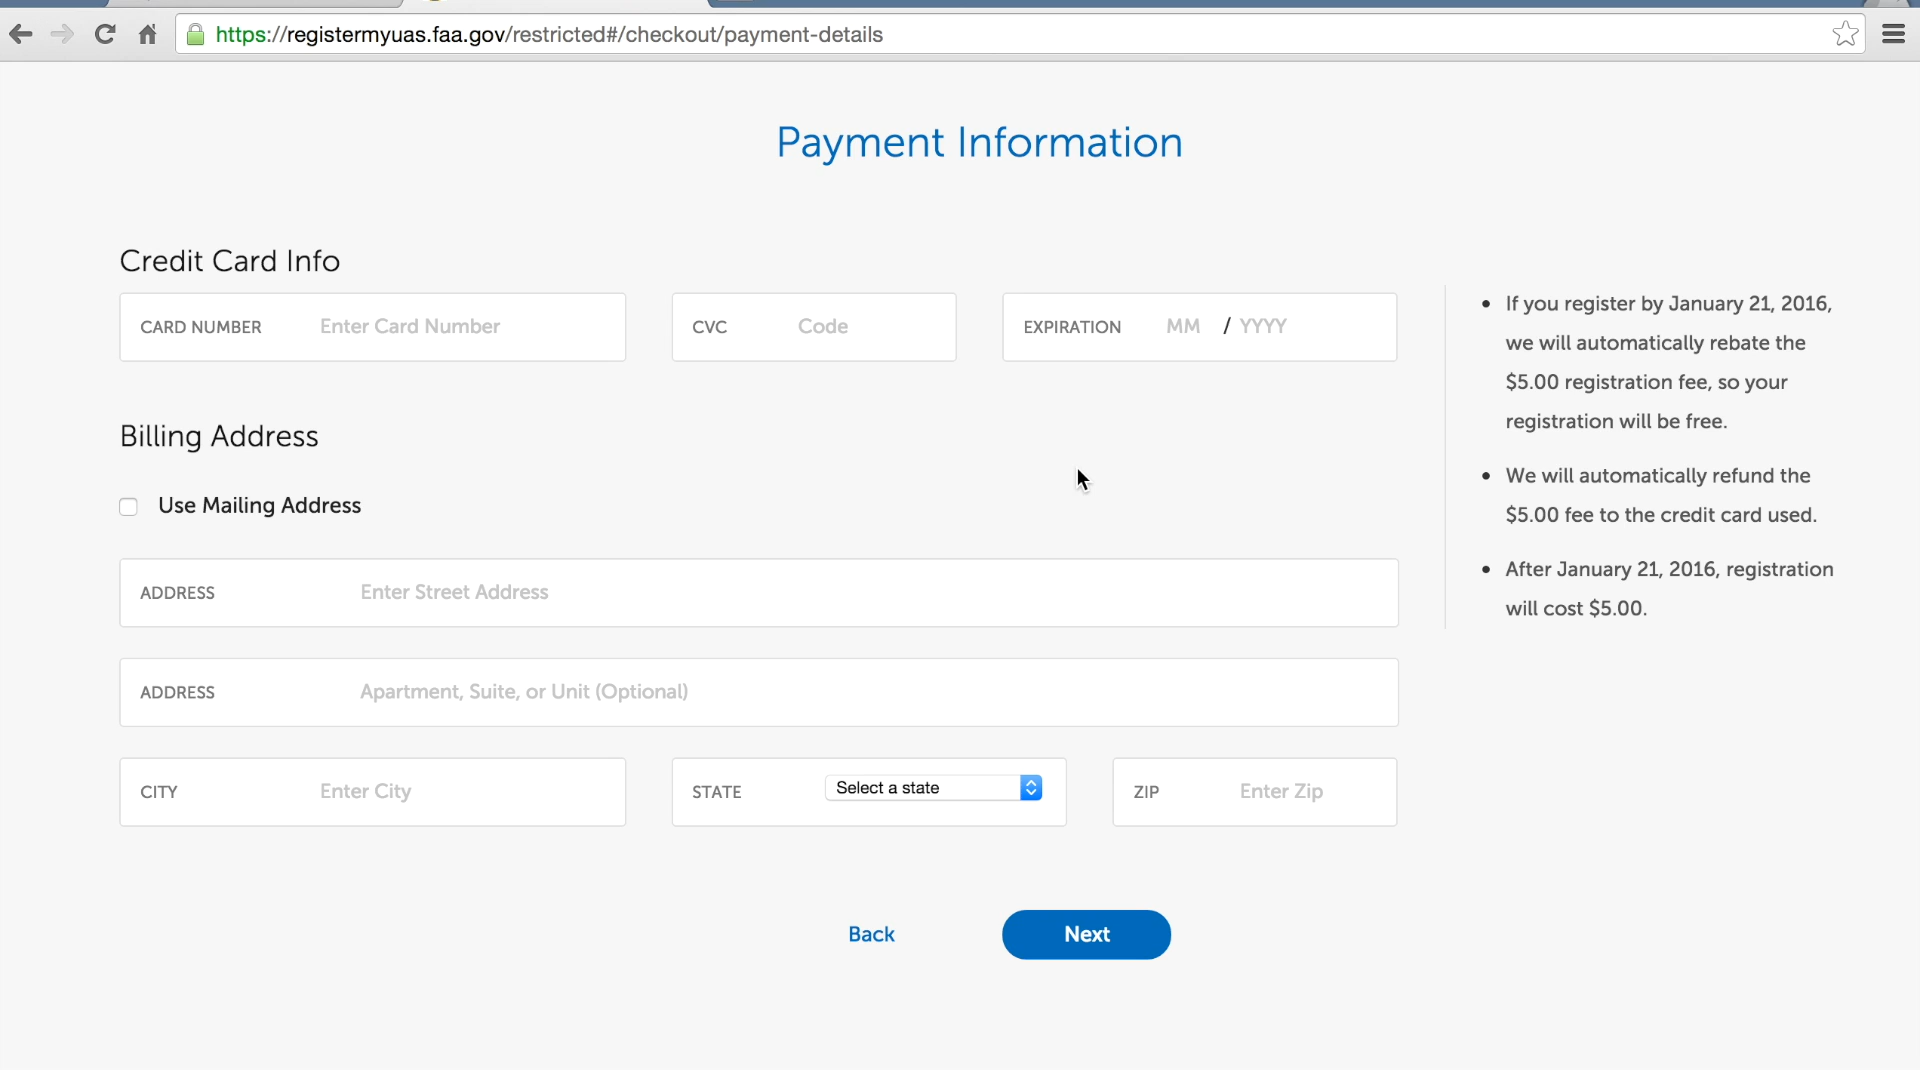 https://registermyuas.faa.gov/restricted#/checkout/payment-details
Payment Information
Credit Card Info
CARD NUMBER Enter Card Number CVC Code EXPIRATION MM / YYYY
Billing Address
Use Mailing Address
ADDRESS Enter Street Address
ADDRESS Apartment, Suite, or Unit (Optional)
CITY Enter City STATE Select a state ZIP Enter Zip
Back Next
• If you register by January 21, 2016,
we will automatically rebate the
$5.00 registration fee, so your
registration will be free.
• We will automatically refund the
$5.00 fee to the credit card used.
• After January 21, 2016, registration
will cost $5.00.